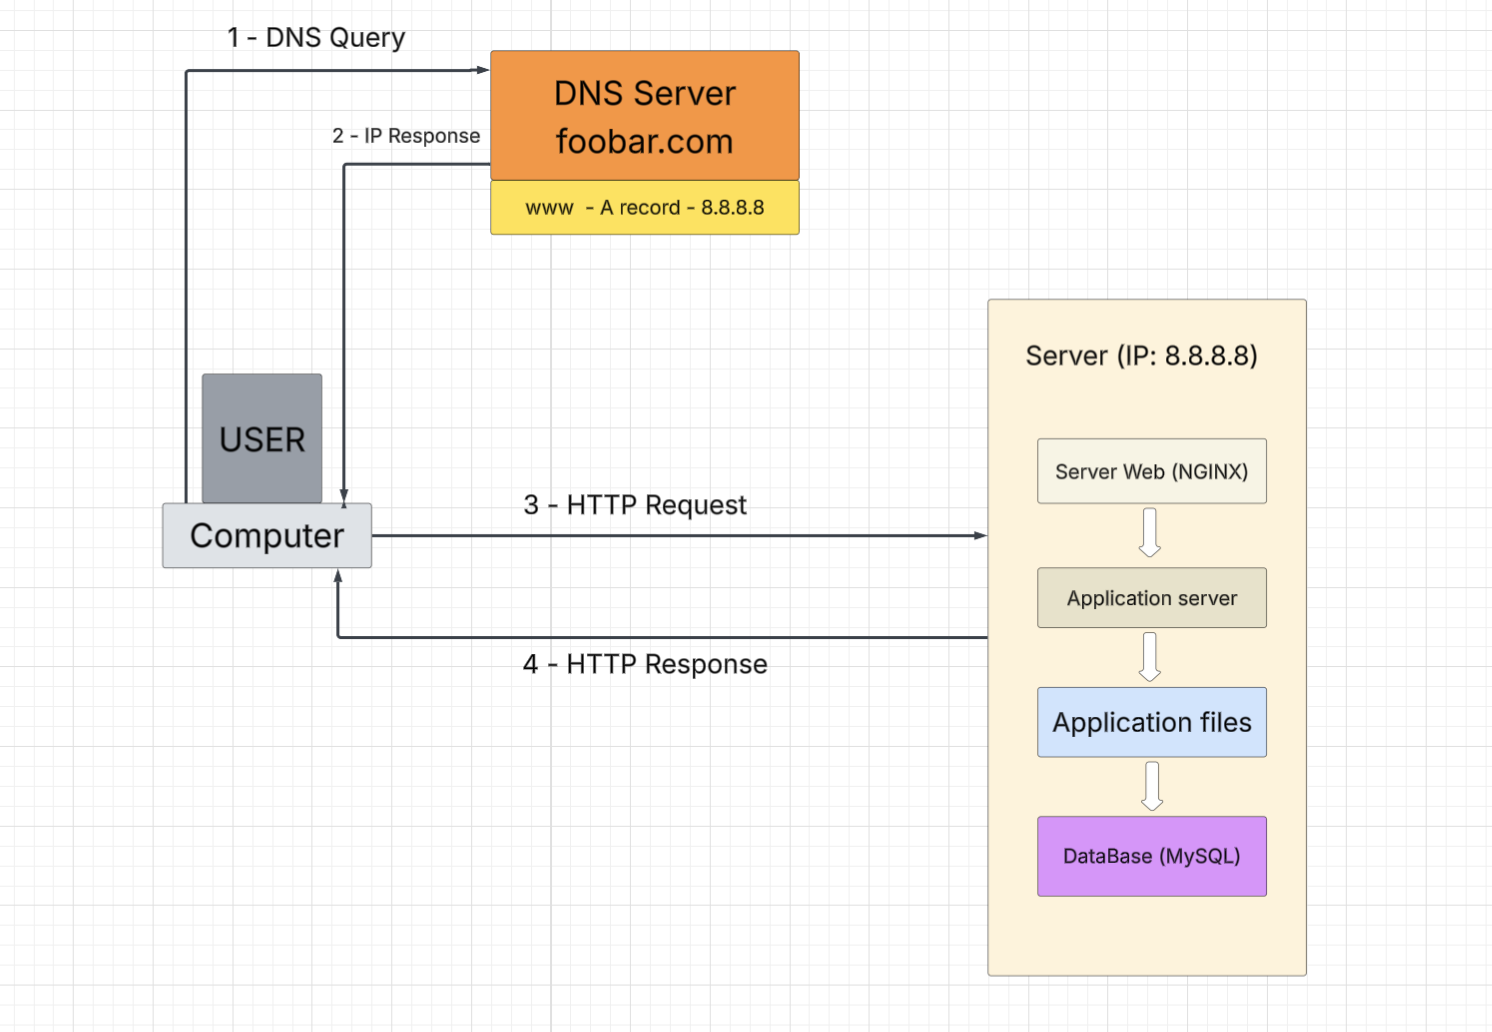 1 - DNS Query
DNS Server
foobar.com
2 - IP Response
www - A record - 8.8.8.8
Server (IP: 8.8.8.8)
USER
Server Web (NGINX)
3 - HTTP Request
Computer
Application server
4 - HTTP Response
Application files
DataBase (MySQL)